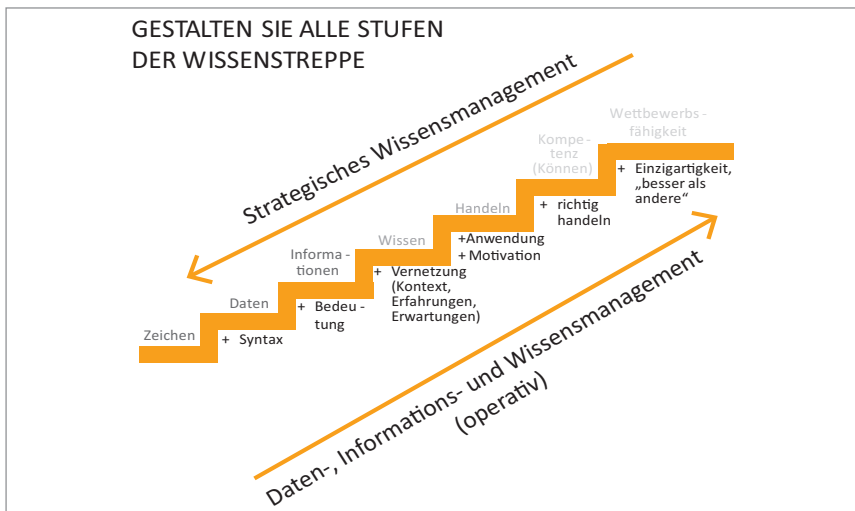 GESTALTEN SIE ALLE STUFEN
DER WISSENSTREPPE
Strategisches Wissensmanagement
Zeichen
Daten
+ Syntax
Informa -
tionen
+ Bedeu -
tung
Wissen
+ Vernetzung
(Kontext,
Erfahrungen,
Erwartungen)
Handeln
+Anwendung
+ Motivation
Kompe -
tenz
(Können)
+ richtig
handeln
Wettbewerbs -
fähigkeit
+ Einzigartigkeit,
„besser als
andere“
Daten-, Informations- und Wissensmanagement
(operativ)